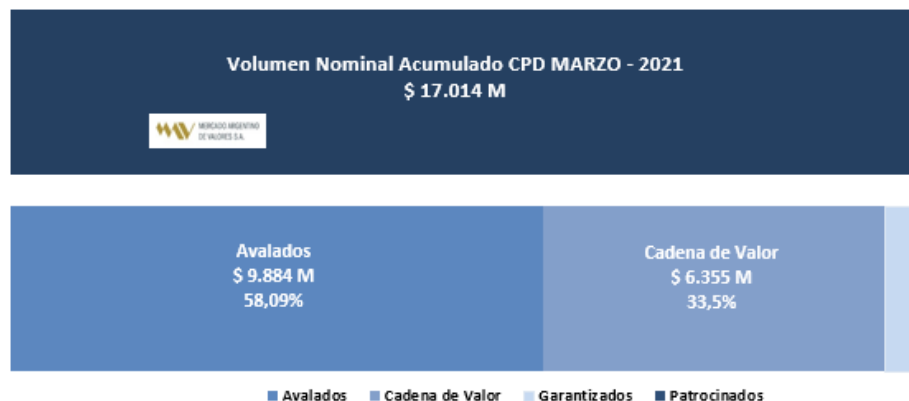 Volumen Nominal Acumulado CPD MARZO - 2021
$ 17.014 M
MERCADO ARGENTINO
DE VALORES S.A.
Avalados
$ 9.884 M
58,09%
Cadena de Valor
$ 6.355 M
33,5%
Avalados Cadena de Valor Garantizados Patrocinados